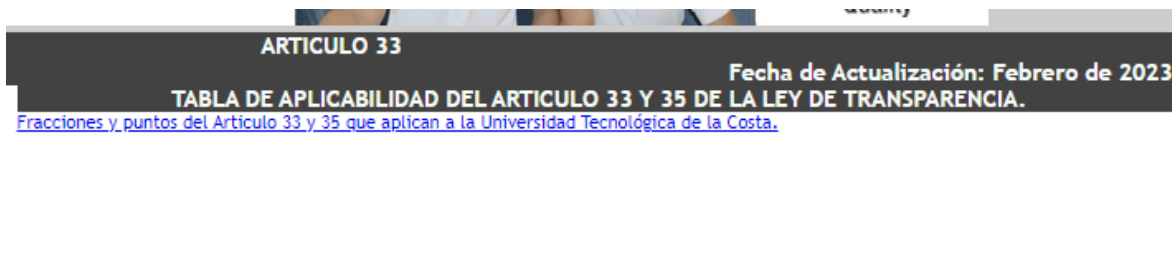 Quality
ARTICULO 33
Fecha de Actualización: Febrero de 2023
TABLA DE APLICABILIDAD DEL ARTICULO 33 Y 35 DE LA LEY DE TRANSPARENCIA.
Fracciones y puntos del Articulo 33 y 35 que aplican a la Universidad Tecnológica de la Costa.